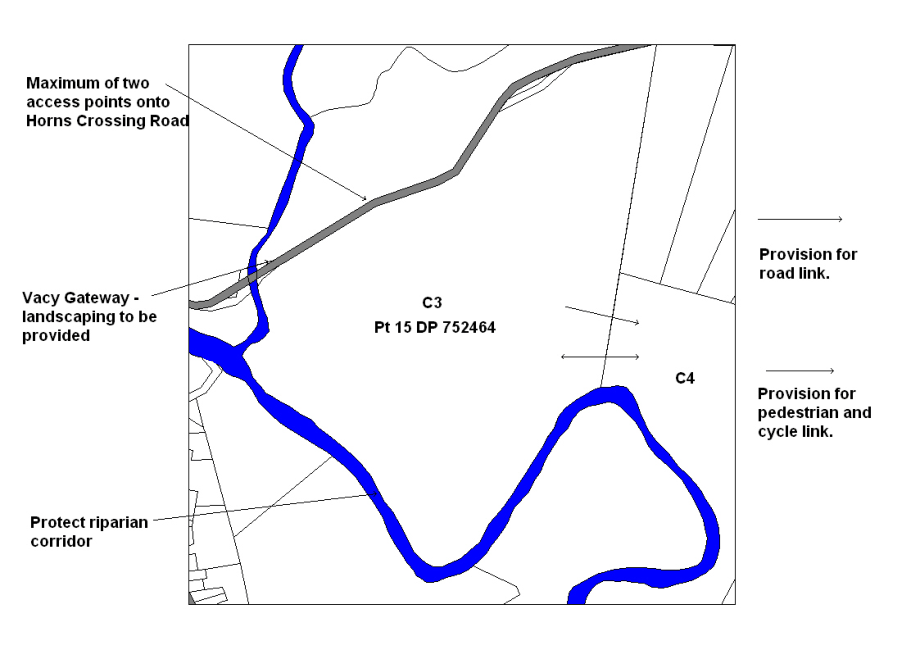 Maximum of two
access points onto
Horns Crossing Road
Vacy Gateway -
landscaping to be
provided
Protect riparian
corridor
C3
Pt 15 DP 752464
C4
Provision for
road link.
Provision for
pedestrian and
cycle link.